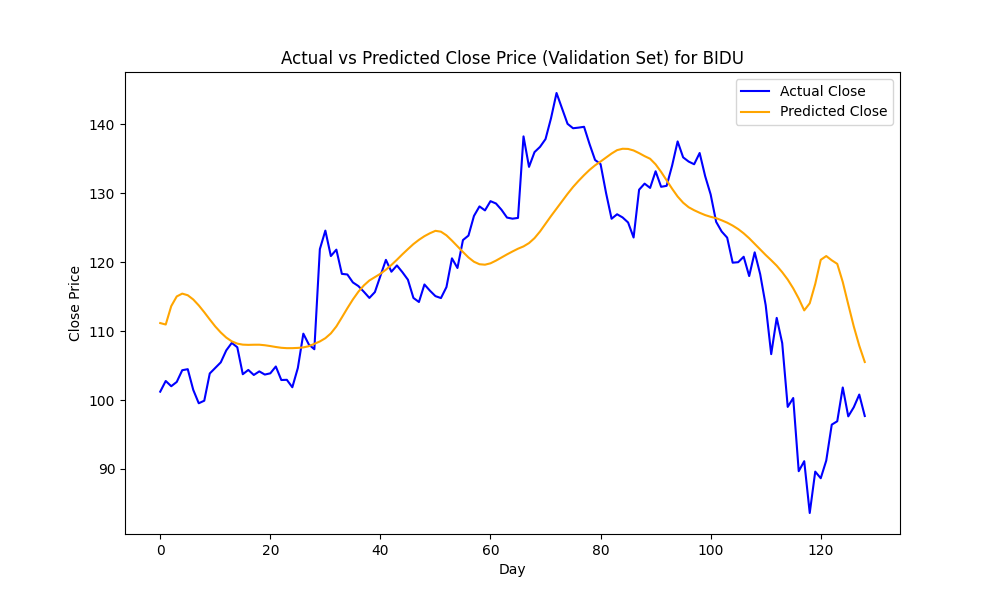 Actual vs Predicted Close Price (Validation Set) for BIDU
Actual Close
Predicted Close
Close Price
140
130
120
110
100
90
0 20 40 60 80 100 120
Day